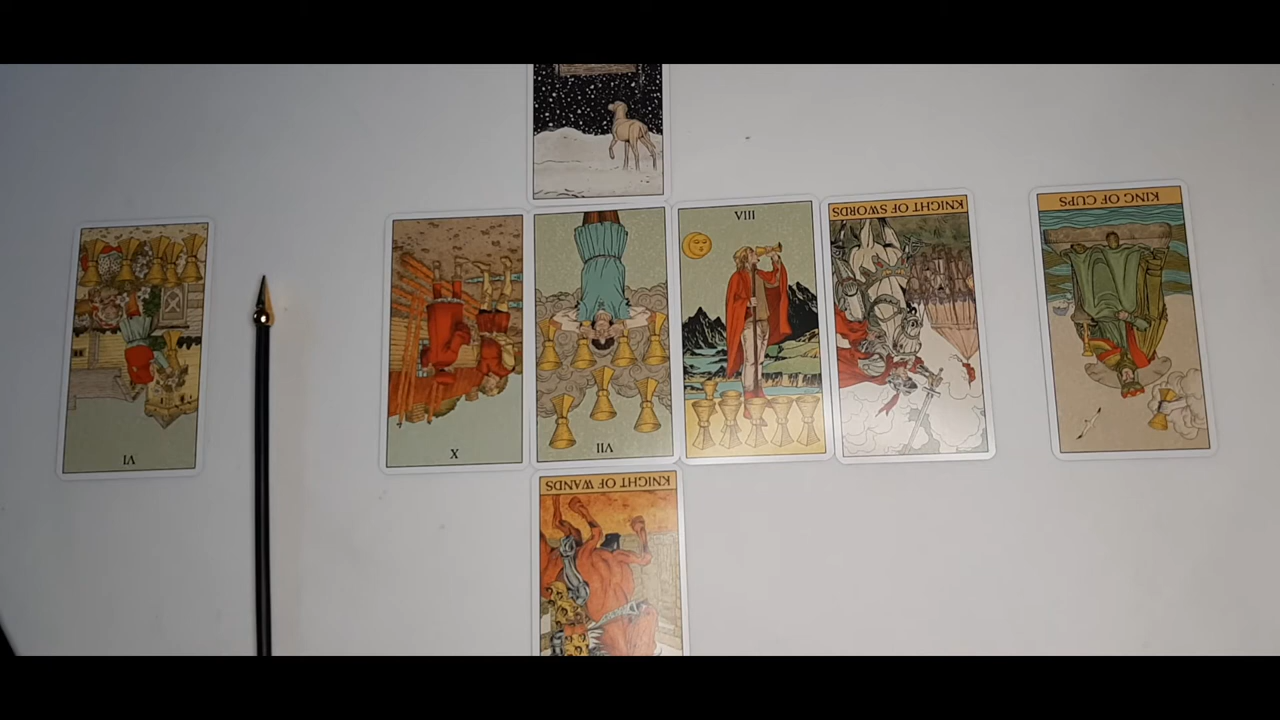 KING OF CUPS
KNIGHT OF SWORDS
VIII
VII
X
VI
KNIGHT OF WANDS